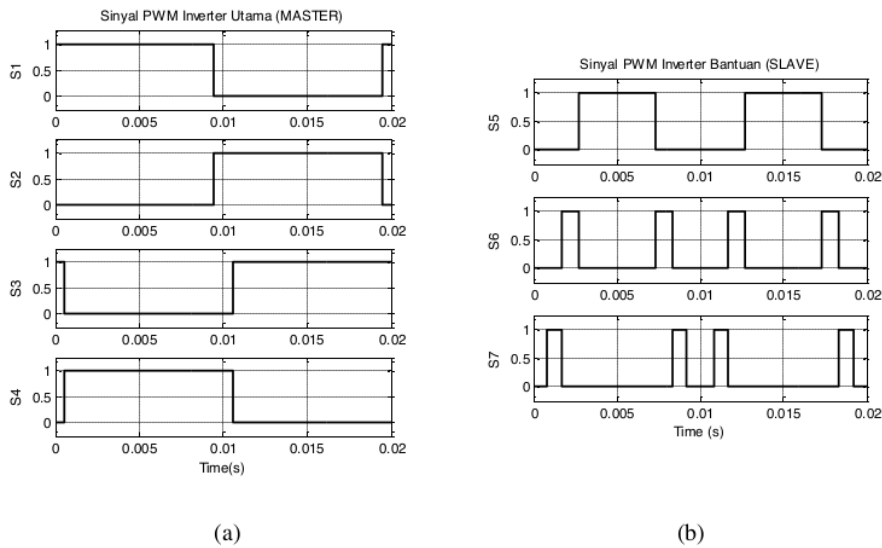 Sinyal PWM Inverter Utama (MASTER)
S1
1
0.5
0
0 0.005 0.01 0.015 0.02
S2
1
0.5
0
0 0.005 0.01 0.015 0.02
S3
1
0.5
0
0 0.005 0.01 0.015 0.02
S4
1
0.5
0
0 0.005 0.01 0.015 0.02
Time(s)
(a)
Sinyal PWM Inverter Bantuan (SLAVE)
S5
1
0.5
0
0 0.005 0.01 0.015 0.02
S6
1
0.5
0
0 0.005 0.01 0.015 0.02
S7
1
0.5
0
0 0.005 0.01 0.015 0.02
Time (s)
(b)